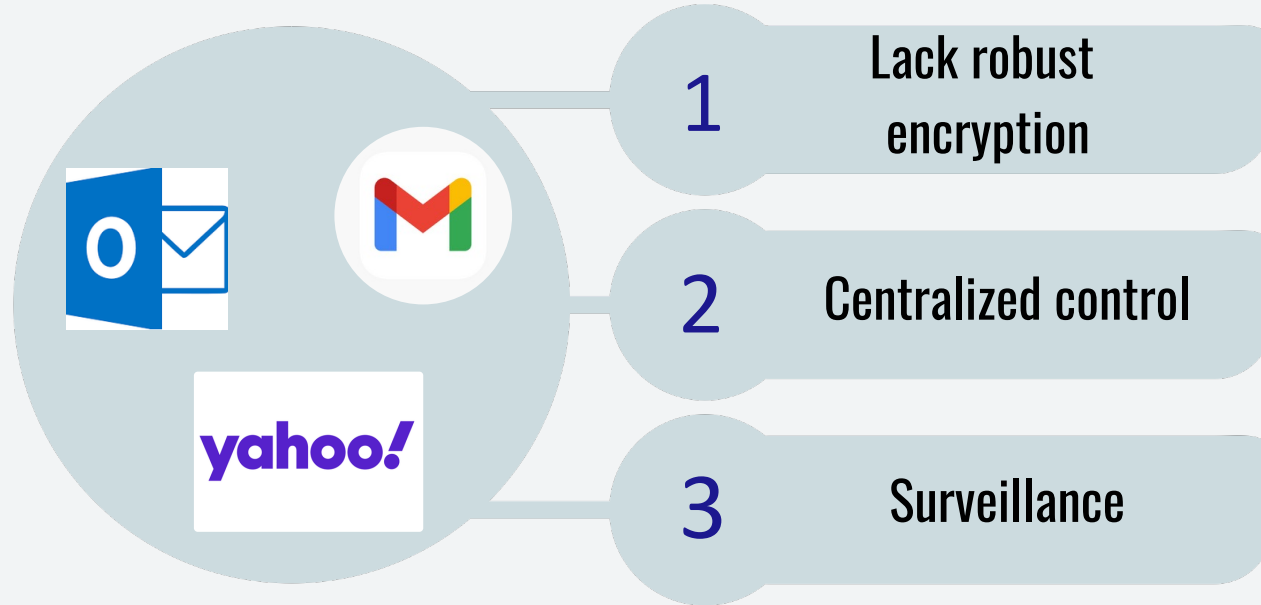 1
Lack robust
encryption
O
yahoo!
2
Centralized control
3
Surveillance